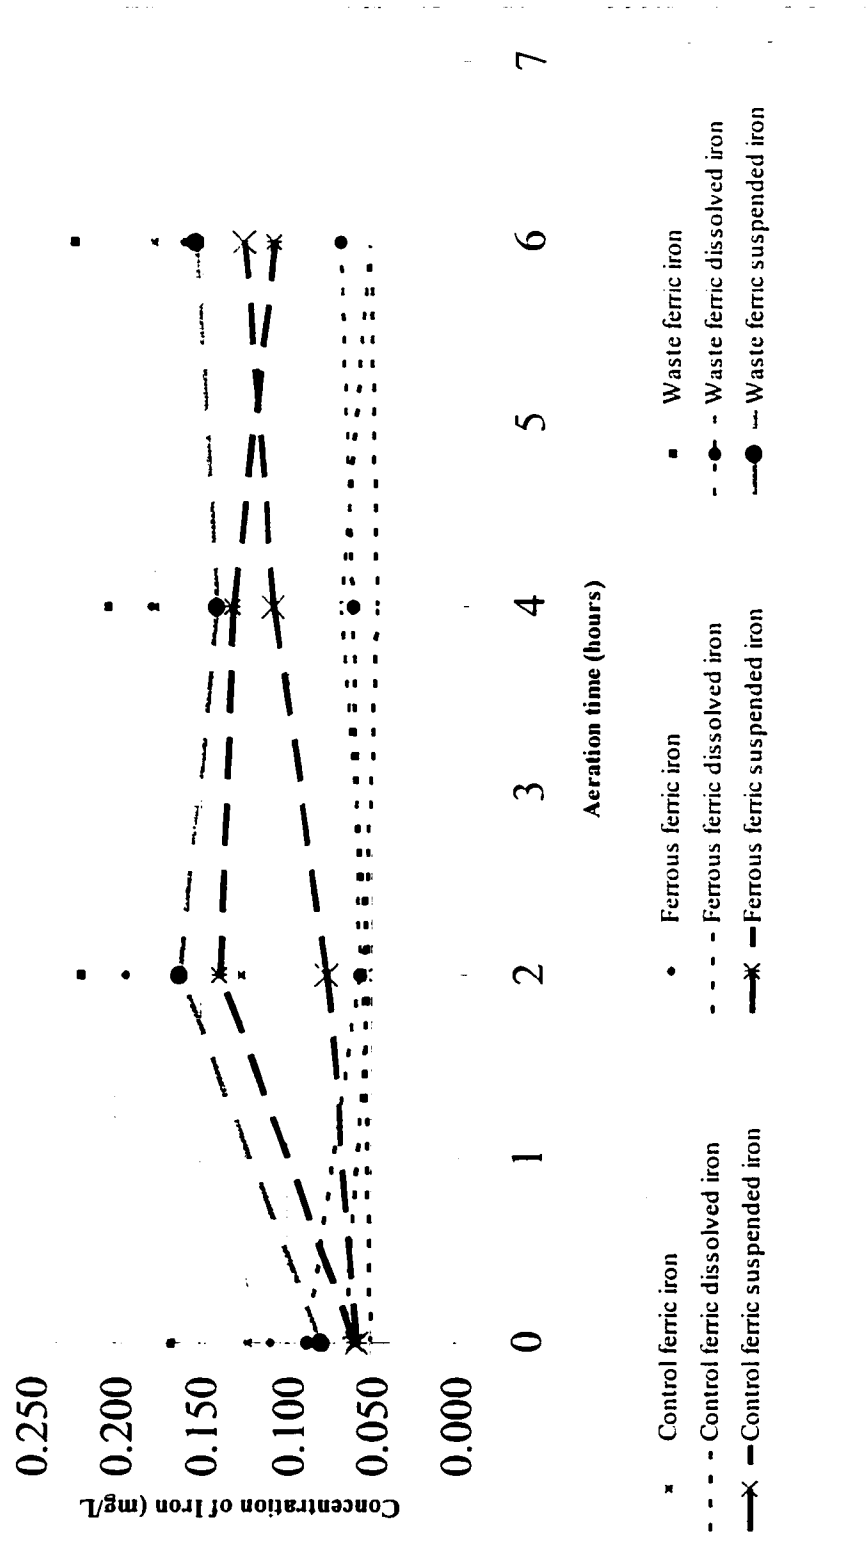 Concentration of Iron (mg/L)
0.250
0.200
0.150
0.100
0.050
0.000
0 1 2 3 4 5 6 7
Aeration time (hours)
Control ferric iron Ferrous ferric iron Waste ferric iron
Control ferric dissolved iron Ferrous ferric dissolved iron Waste ferric dissolved iron
Control ferric suspended iron Ferrous ferric suspended iron Waste ferric suspended iron